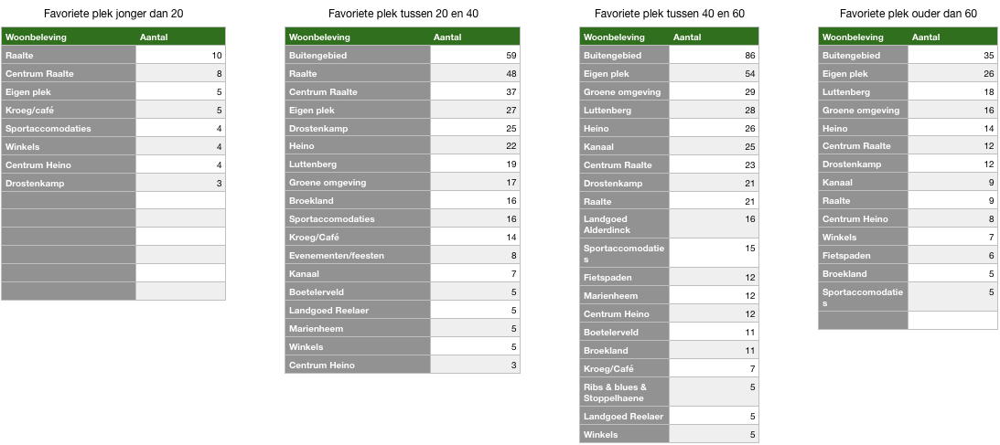 Favoriete plek jonger dan 20
Woonbeleving Aantal
Raalte 10
Centrum Raalte 8
Eigen plek 5
Kroeg/café 5
Sportaccomodaties 4
Winkels 4
Centrum Heino 4
Drostenkamp 3
Favoriete plek tussen 20 en 40
Woonbeleving Aantal
Buitengebied 59
Raalte 48
Centrum Raalte 37
Eigen plek 27
Drostenkamp 25
Heino 22
Luttenberg 19
Groene omgeving 17
Broekland 16
Sportaccomodaties 16
Kroeg/Café 14
Evenementen/feesten 8
Kanaal 7
Boetelerveld 5
Landgoed Reelaer 5
Marienheem 5
Winkels 5
Centrum Heino 3
Favoriete plek tussen 40 en 60
Woonbeleving Aantal
Buitengebied 86
Eigen plek 54
Groene omgeving 29
Luttenberg 28
Heino 26
Kanaal 25
Centrum Raalte 23
Drostenkamp 21
Raalte 21
Landgoed 16
Alderdinck
Sportaccomodatie 15
s
Fietspaden 12
Marienheem 12
Centrum Heino 12
Boetelerveld 11
Broekland 11
Kroeg/Café 7
Ribs & blues & 5
Stoppelhaene
Landgoed Reelaer 5
Winkels 5
Favoriete plek ouder dan 60
Woonbeleving Aantal
Buitengebied 35
Eigen plek 26
Luttenberg 18
Groene omgeving 16
Heino 14
Centrum Raalte 12
Drostenkamp 12
Kanaal 9
Raalte 9
Centrum Heino 8
Winkels 7
Fietspaden 6
Broekland 5
Sportaccomodatie 5
s